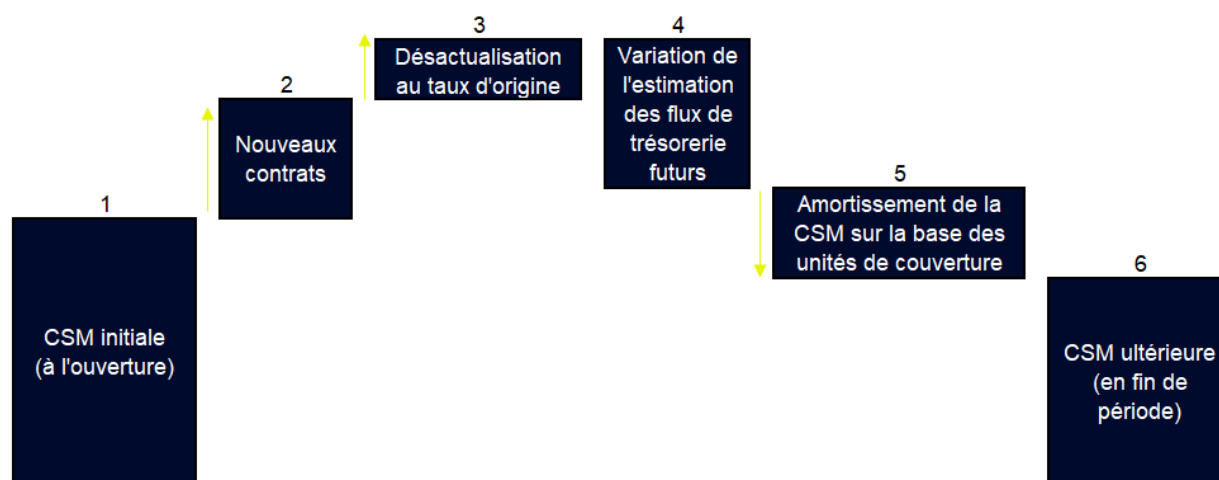 1
CSM initiale
(à l'ouverture)
2
Nouveaux
contrats
3
Désactualisation
au taux d'origine
4
Variation de
l'estimation
des flux de
trésorerie
futurs
5
Amortissement de la
CSM sur la base des
unités de couverture
6
CSM ultérieure
(en fin de
période)